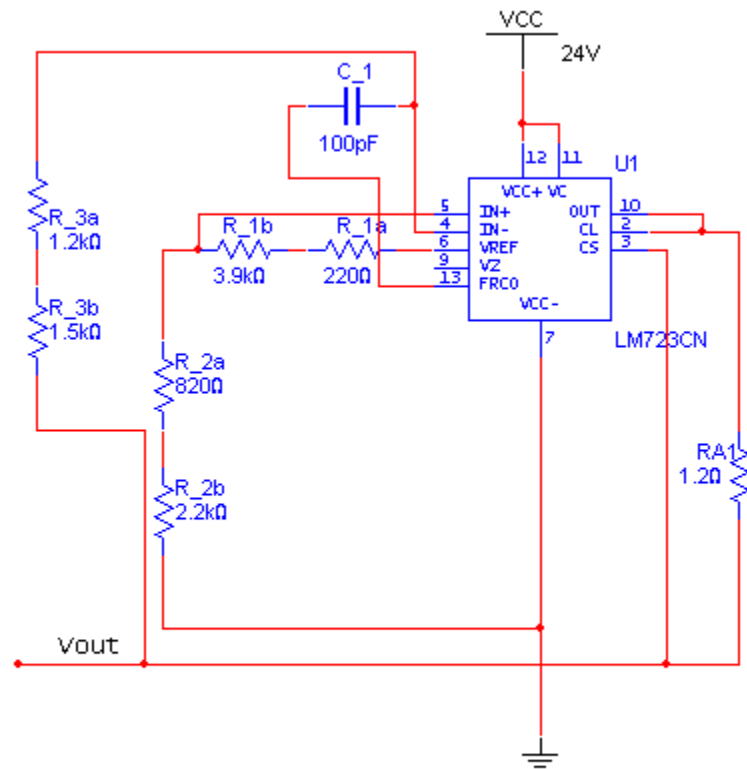 VCC
24V
C_1
100pF
R_3a
1.2kΩ
R_3b
1.5kΩ
R_1b
3.9kΩ
R_1a
220Ω
R_2a
820Ω
R_2b
2.2kΩ
12
11
U1
VCC+ VC
5
IN+
OUT
10
4
IN-
CL
2
6
VREF
CS
3
9
VZ
13
FRCO
VCC-
7
LM723CN
RA1
1.2Ω
Vout